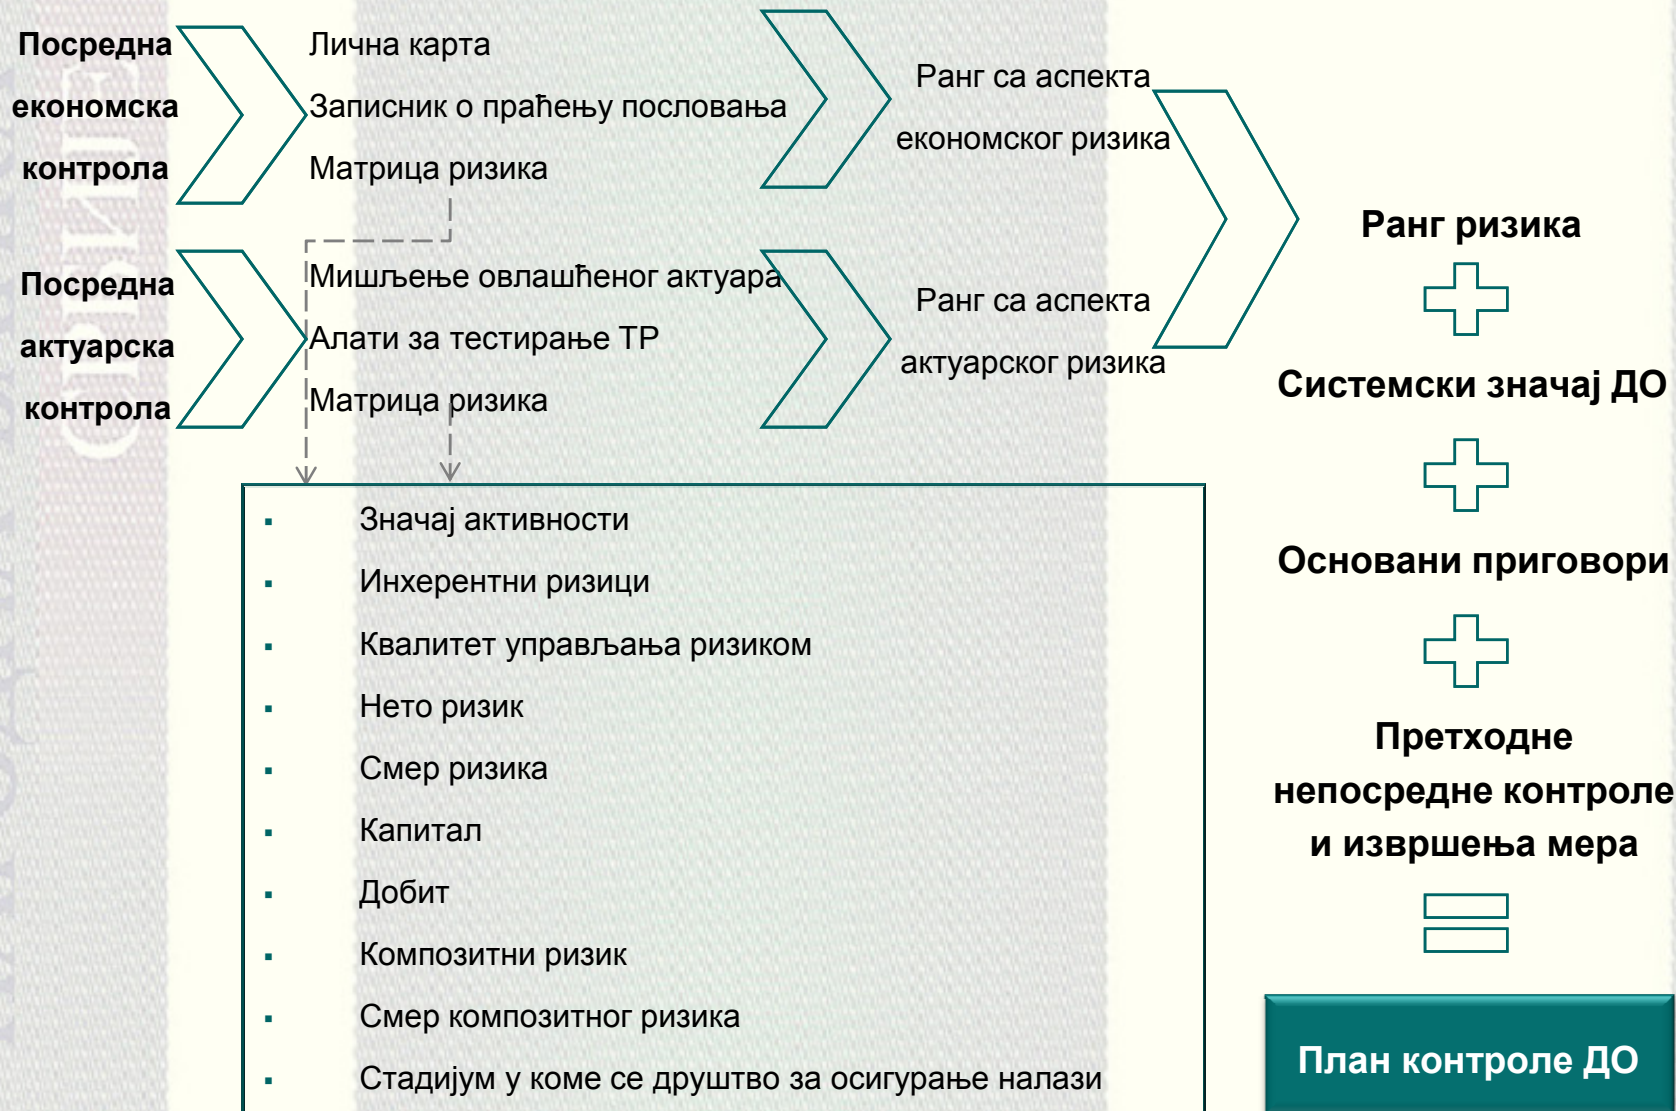 Посредна
економска
контрола
Лична карта
Записник о праћењу пословања
Матрица ризика
Ранг са аспекта
економског ризика
Посредна
актуарска
контрола
Мишљење овлашћеног актуара
Алати за тестирање ТР
Матрица ризика
Ранг са аспекта
актуарског ризика
▪ Значај активности
▪ Инхерентни ризици
▪ Квалитет управљања ризиком
▪ Нето ризик
▪ Смер ризика
▪ Капитал
▪ Добит
▪ Композитни ризик
▪ Смер композитног ризика
▪ Стадијум у коме се друштво за осигурање налази
Ранг ризика
Системски значај ДО
Основани приговори
Претходне
непосредне контроле
и извршења мера
План контроле ДО